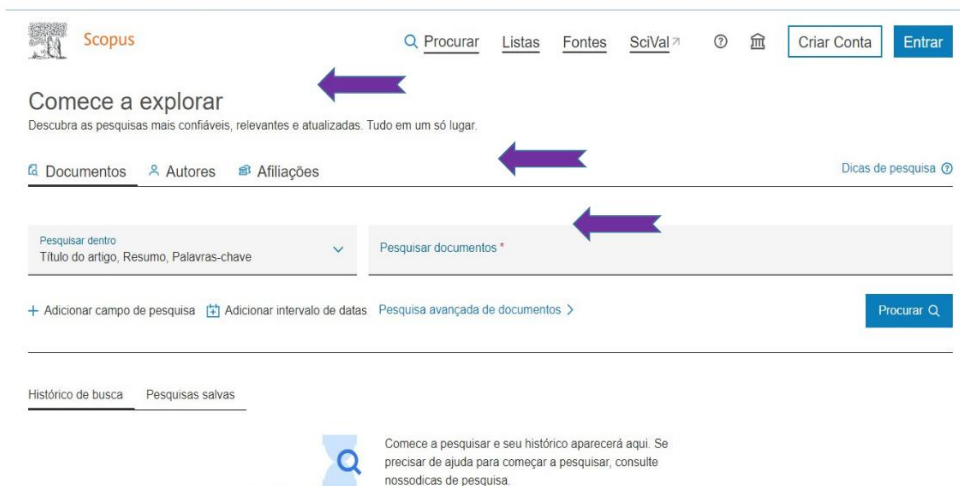 Scopus
Procurar Listas Fontes SciVal Criar Conta Entrar
Comece a explorar
Descubra as pesquisas mais confiáveis, relevantes e atualizadas. Tudo em um só lugar.
Documentos Autores Afiliações Dicas de pesquisa
Pesquisar dentro
Título do artigo, Resumo, Palavras-chave
Pesquisar documentos *
+ Adicionar campo de pesquisa Adicionar intervalo de datas Pesquisa avançada de documentos >
Procurar
Histórico de busca Pesquisas salvas
Comece a pesquisar e seu histórico aparecerá aqui. Se
precisar de ajuda para começar a pesquisar, consulte
nossodicas de pesquisa.